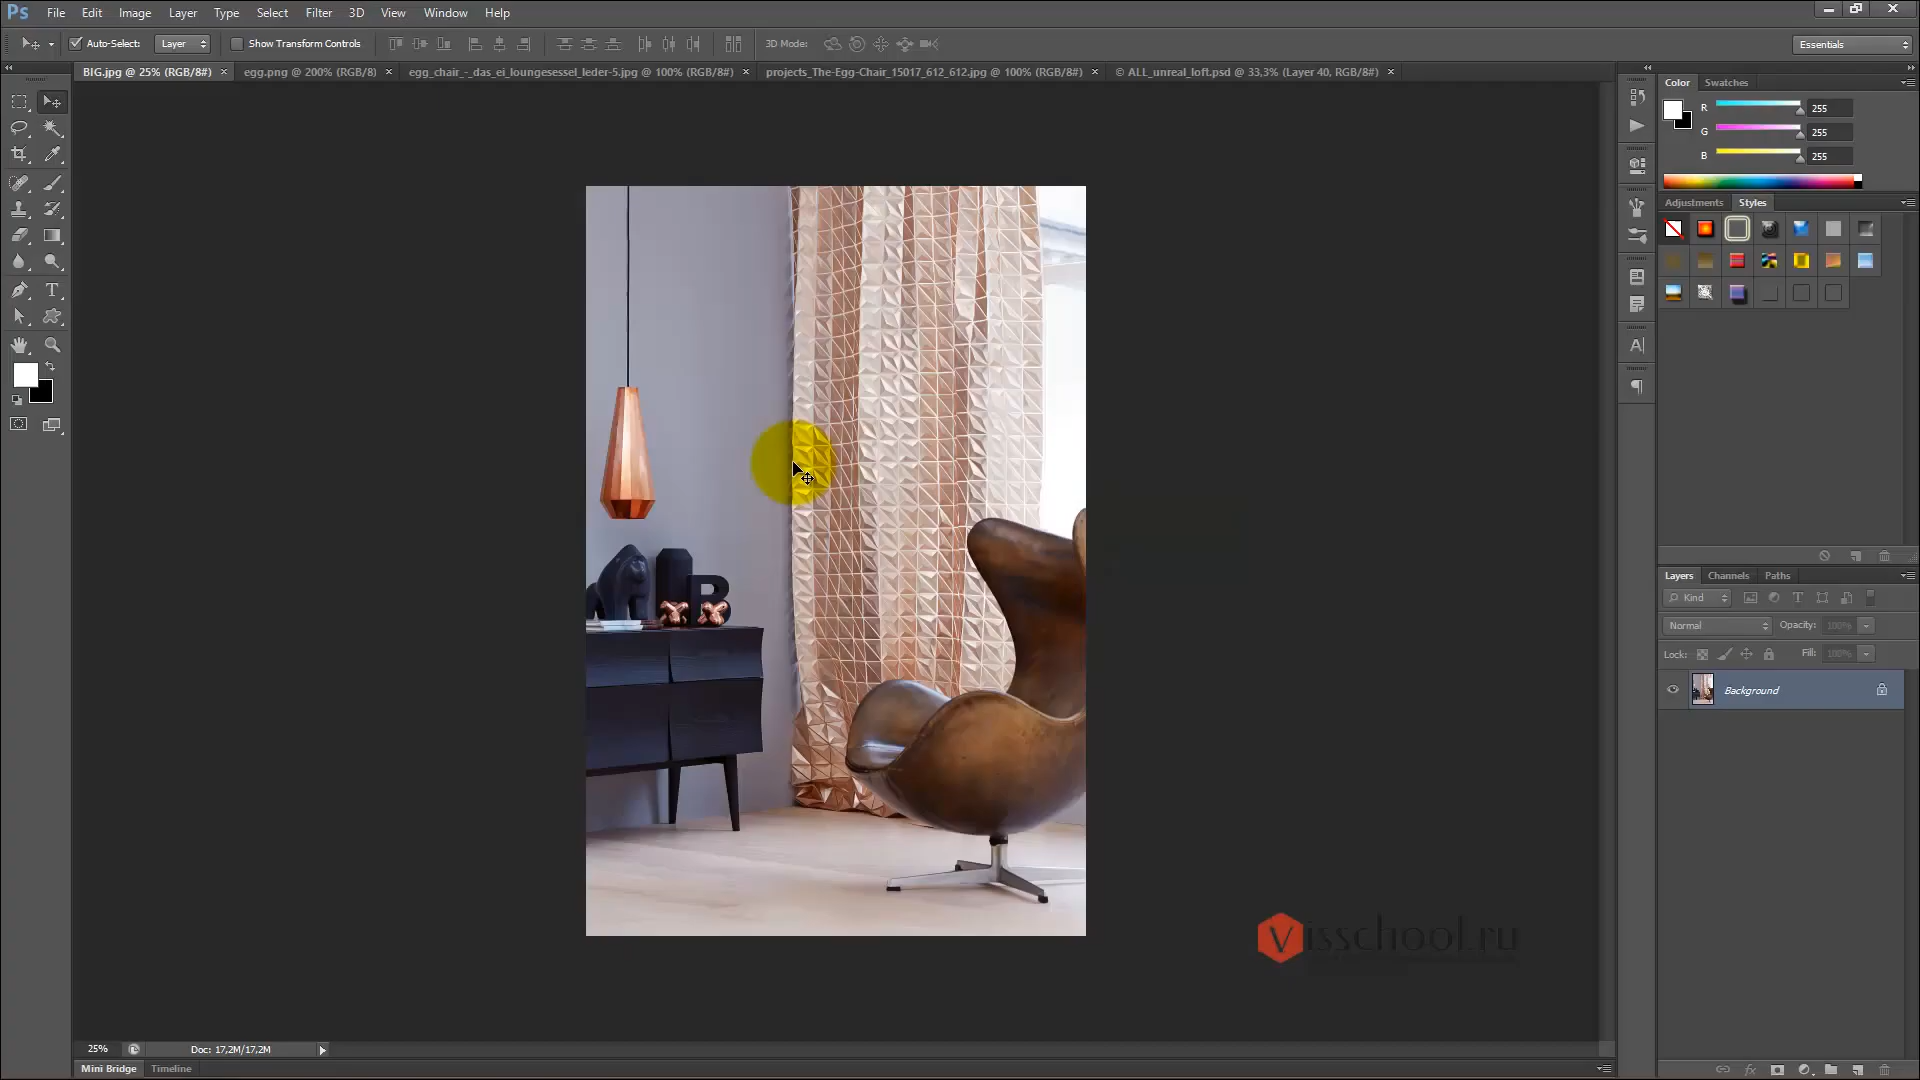 Ps File Edit Image Layer Type Select Filter 3D View Window Help
Auto-Select: Layer Show Transform Controls 3D Mode: Essentials
BIG.jpg @ 25% (RGB/8#) × egg.png @ 200% (RGB/8) × egg_chair_-_das_ei_loungesessel_leder-5.jpg @ 100% (RGB/8#) × projects_The-Egg-Chair_15017_612_612.jpg @ 100% (RGB/8#) × © ALL_unreal_loft.psd @ 33,3% (Layer 40, RGB/8#) ×
Color Swatches
R 255
G 255
B 255
Adjustments Styles
B
Layers Channels Paths
Kind
Normal Opacity: 100%
Lock: Fill: 100%
Background
Visschool.ru
25% Doc: 17,2M/17,2M
Mini Bridge Timeline